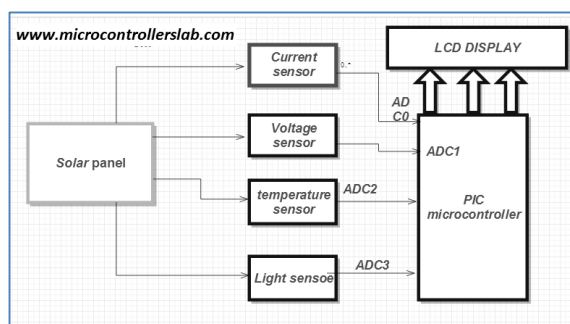 www.microcontrollerslab.com
LCD DISPLAY
Current
sensor
0..*
AD
C0
Solar panel
Voltage
sensor
ADC1
temperature
sensor
ADC2
PIC
microcontroller
Light sensoe
ADC3